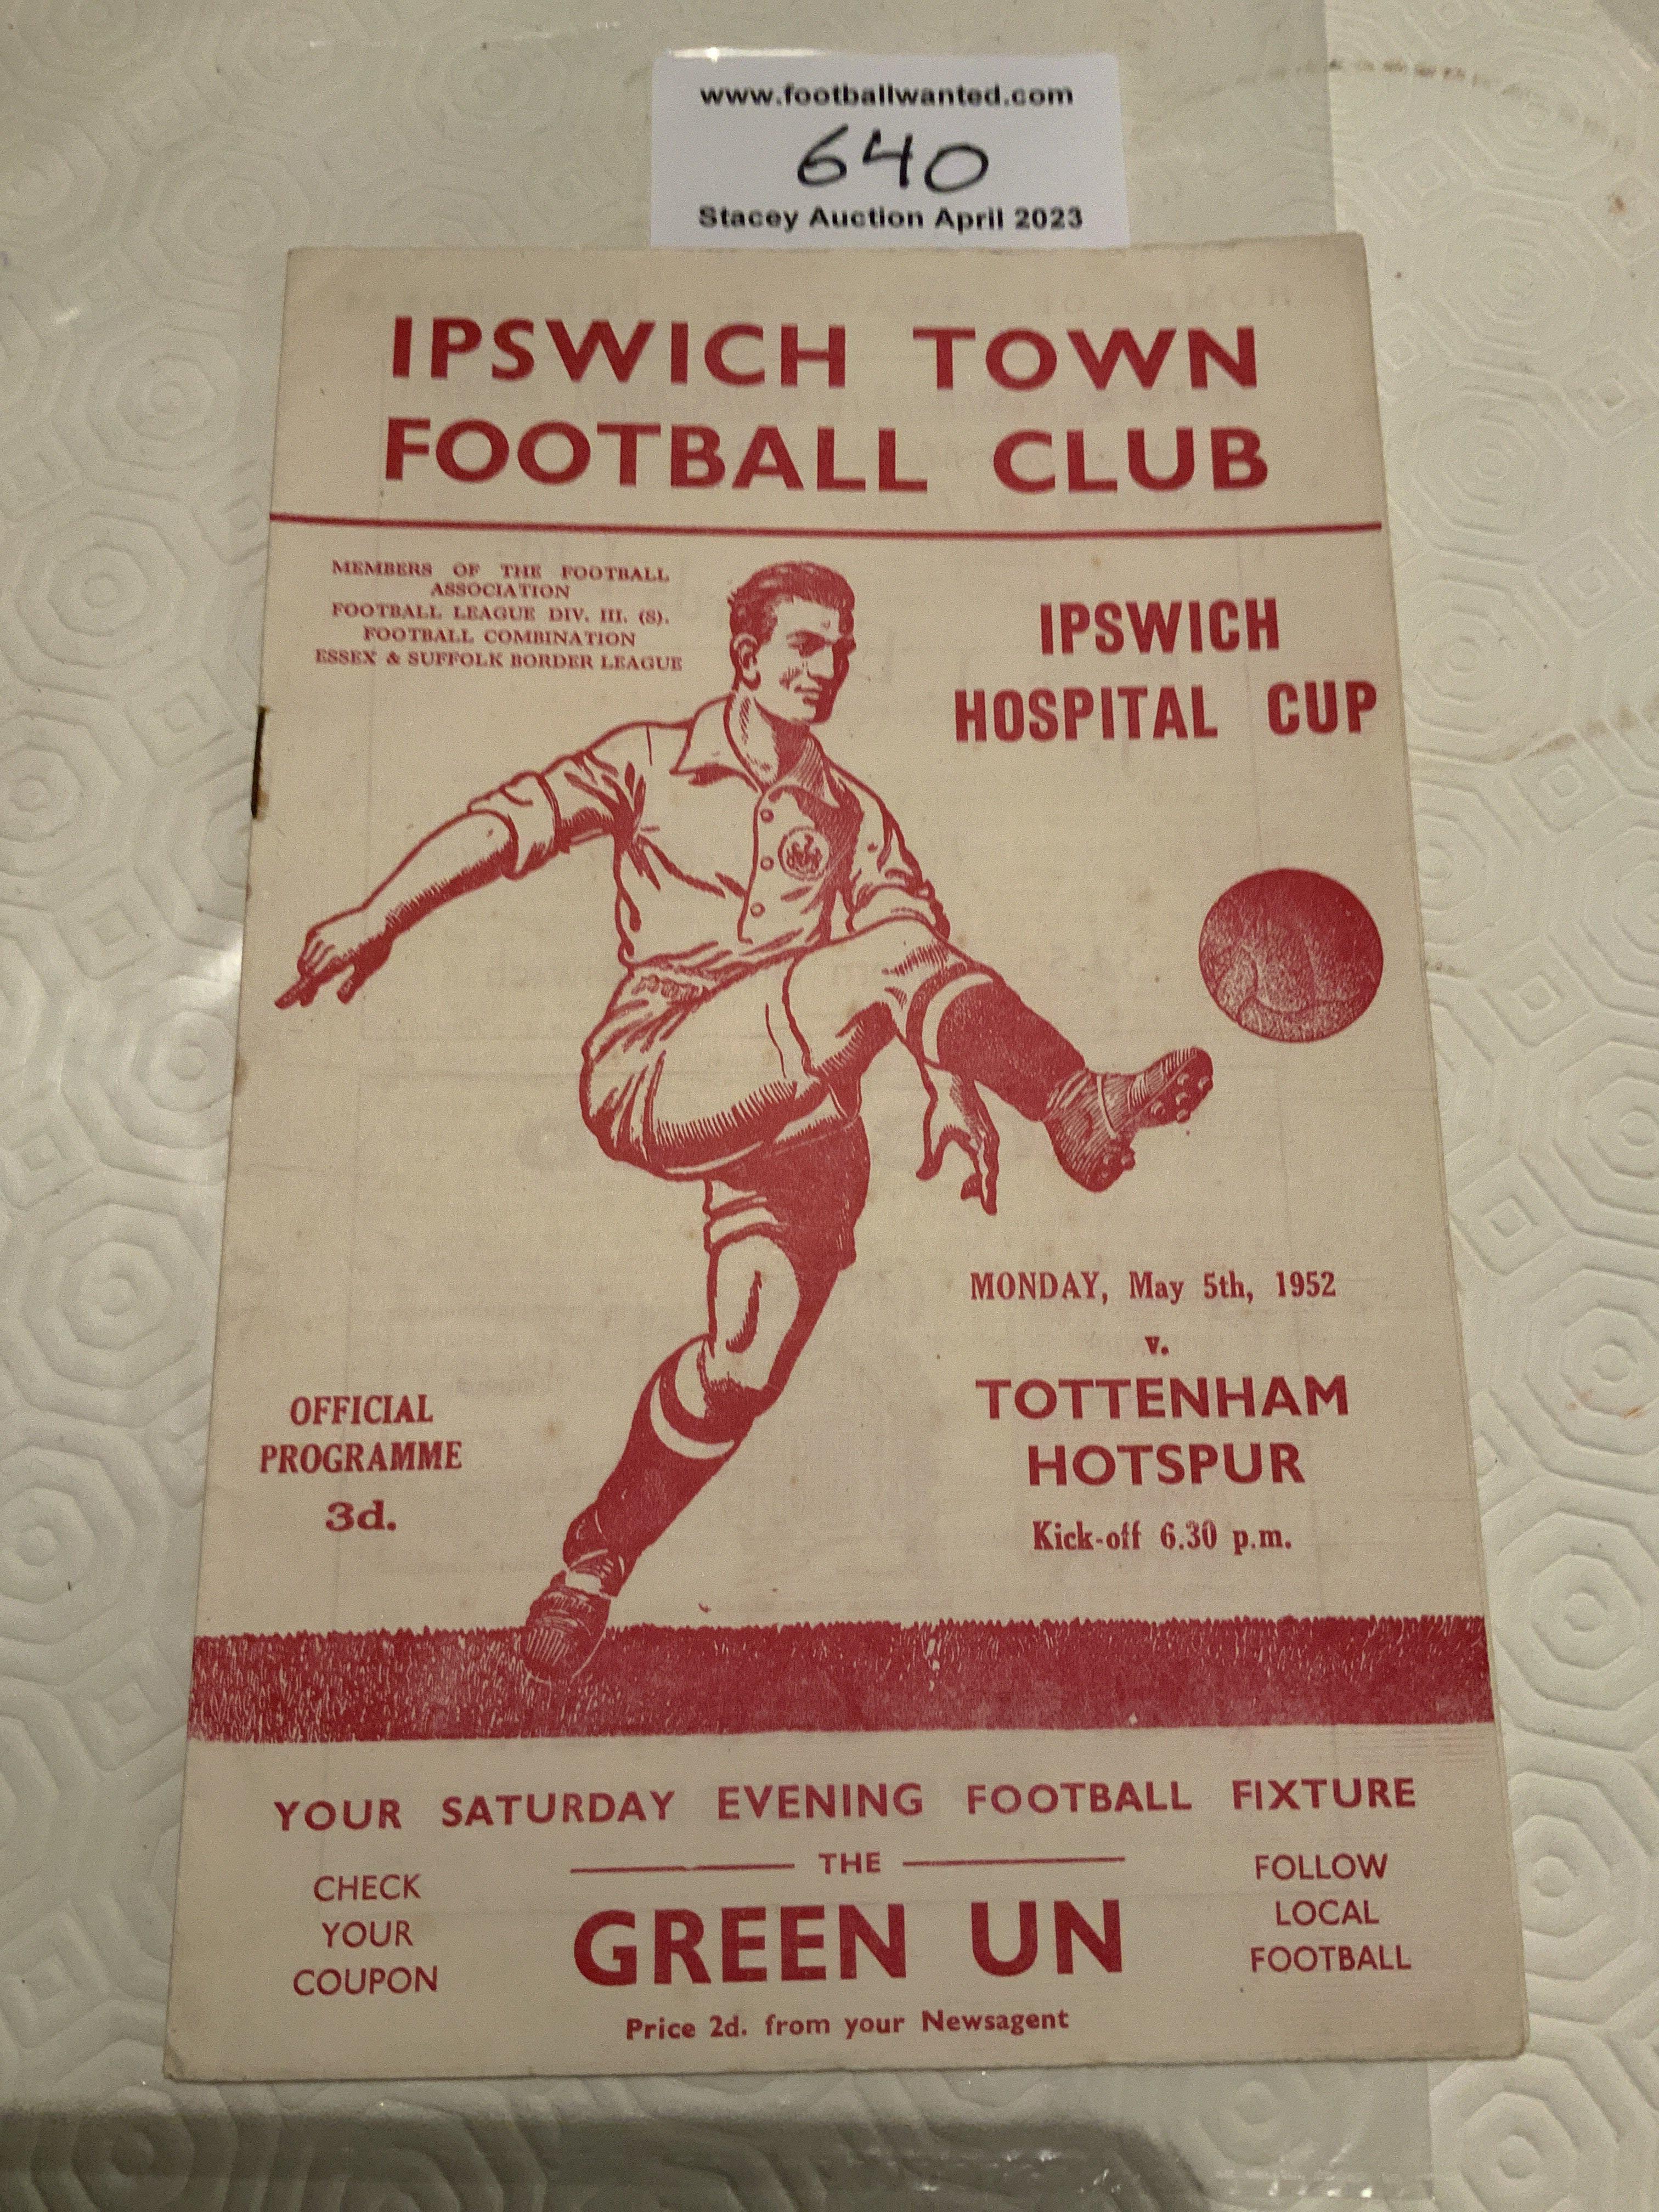 www.footballwanted.com
640
Stacey Auction April 2023
IPSWICH TOWN
FOOTBALL CLUB
MEMBERS OF THE FOOTBALL
ASSOCIATION
FOOTBALL LEAGUE DIV. III. (S).
FOOTBALL COMBINATION
ESSEX & SUFFOLK BORDER LEAGUE
IPSWICH
HOSPITAL CUP
MONDAY, May 5th, 1952
v.
TOTTENHAM
HOTSPUR
Kick-off 6.30 p.m.
OFFICIAL
PROGRAMME
3d.
YOUR SATURDAY EVENING FOOTBALL FIXTURE
CHECK
YOUR
COUPON
THE
GREEN UN
Price 2d. from your Newsagent
FOLLOW
LOCAL
FOOTBALL